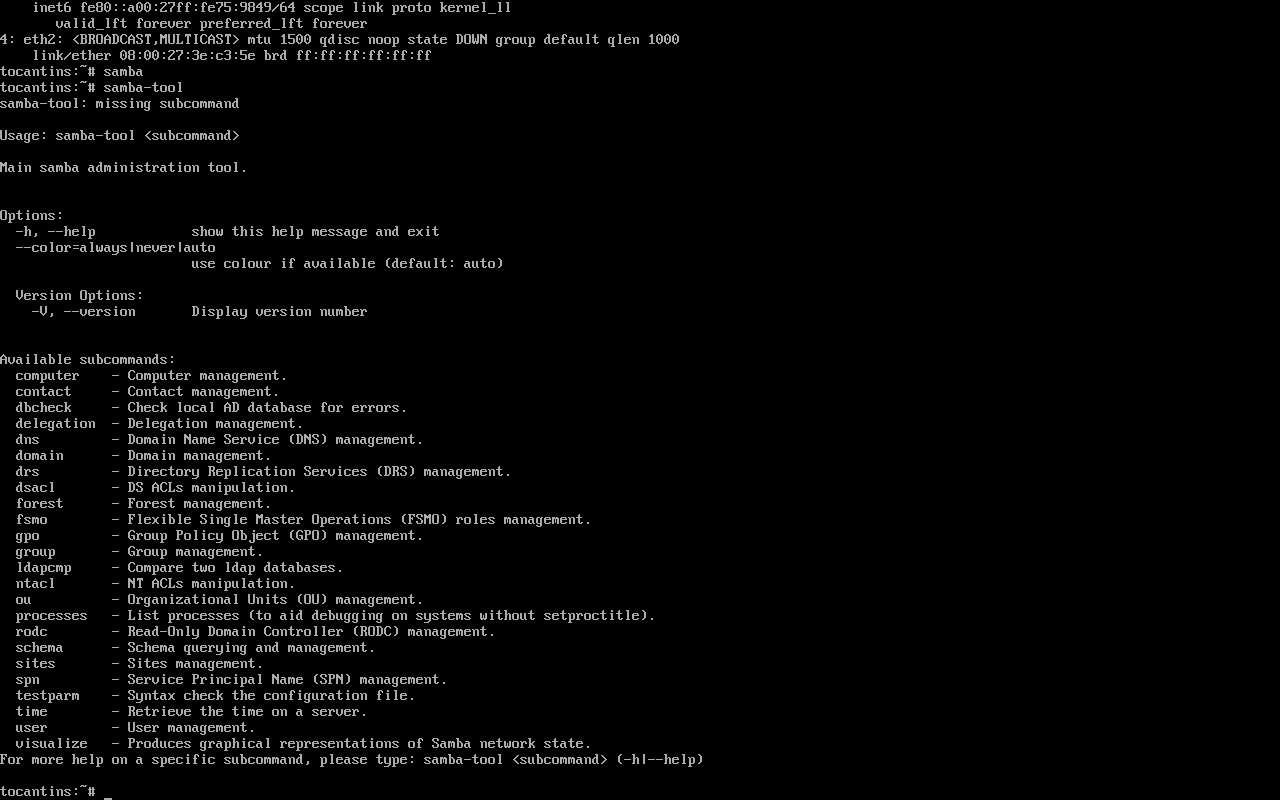 inet6 fe80::a00:27ff:fe75:9849/64 scope link proto kernel_ll
       valid_lft forever preferred_lft forever
4: eth2: <BROADCAST,MULTICAST> mtu 1500 qdisc noop state DOWN group default qlen 1000
    link/ether 08:00:27:3e:c3:5e brd ff:ff:ff:ff:ff:ff
tocantins:~# samba
tocantins:~# samba-tool
samba-tool: missing subcommand

Usage: samba-tool <subcommand>

Main samba administration tool.


Options:
  -h, --help            show this help message and exit
  --color=always|never|auto
                        use colour if available (default: auto)

  Version Options:
    -V, --version       Display version number


Available subcommands:
  computer    - Computer management.
  contact     - Contact management.
  dbcheck     - Check local AD database for errors.
  delegation  - Delegation management.
  dns         - Domain Name Service (DNS) management.
  domain      - Domain management.
  drs         - Directory Replication Services (DRS) management.
  dsacl       - DS ACLs manipulation.
  forest      - Forest management.
  fsmo        - Flexible Single Master Operations (FSMO) roles management.
  gpo         - Group Policy Object (GPO) management.
  group       - Group management.
  ldapcmp     - Compare two ldap databases.
  ntacl       - NT ACLs manipulation.
  ou          - Organizational Units (OU) management.
  processes   - List processes (to aid debugging on systems without setproctitle).
  rodc        - Read-Only Domain Controller (RODC) management.
  schema      - Schema querying and management.
  sites       - Sites management.
  spn         - Service Principal Name (SPN) management.
  testparm    - Syntax check the configuration file.
  time        - Retrieve the time on a server.
  user        - User management.
  visualize   - Produces graphical representations of Samba network state.
For more help on a specific subcommand, please type: samba-tool <subcommand> (-h|--help)

tocantins:~# _